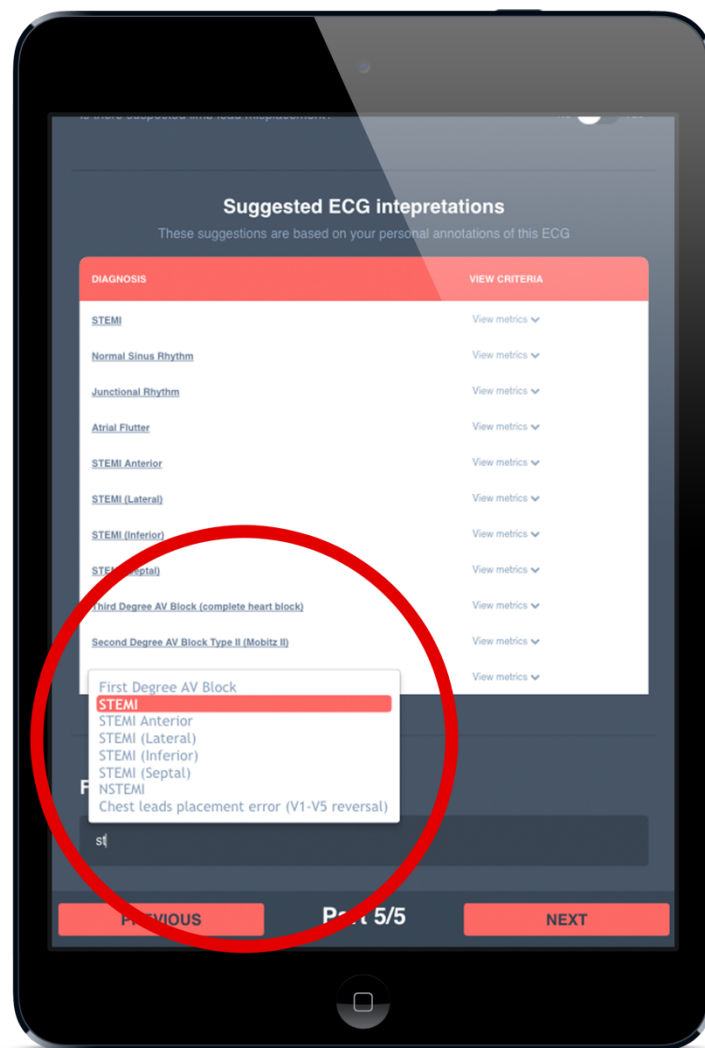 Suggested ECG intepretations
These suggestions are based on your personal annotations of this ECG
DIAGNOSIS VIEW CRITERIA
STEMI View metrics
Normal Sinus Rhythm View metrics
Junctional Rhythm View metrics
Atrial Flutter View metrics
STEMI Anterior View metrics
STEMI (Lateral) View metrics
STEMI (Inferior) View metrics
View metrics
Third Degree AV Block (complete heart block) View metrics
Second Degree AV Block Type II (Mobitz II) View metrics
View metrics
First Degree AV Block
STEMI
STEMI Anterior
STEMI (Lateral)
STEMI (Inferior)
STEMI (Septal)
NSTEMI
Chest leads placement error (V1-V5 reversal)
st
PREVIOUS Part 5/5 NEXT